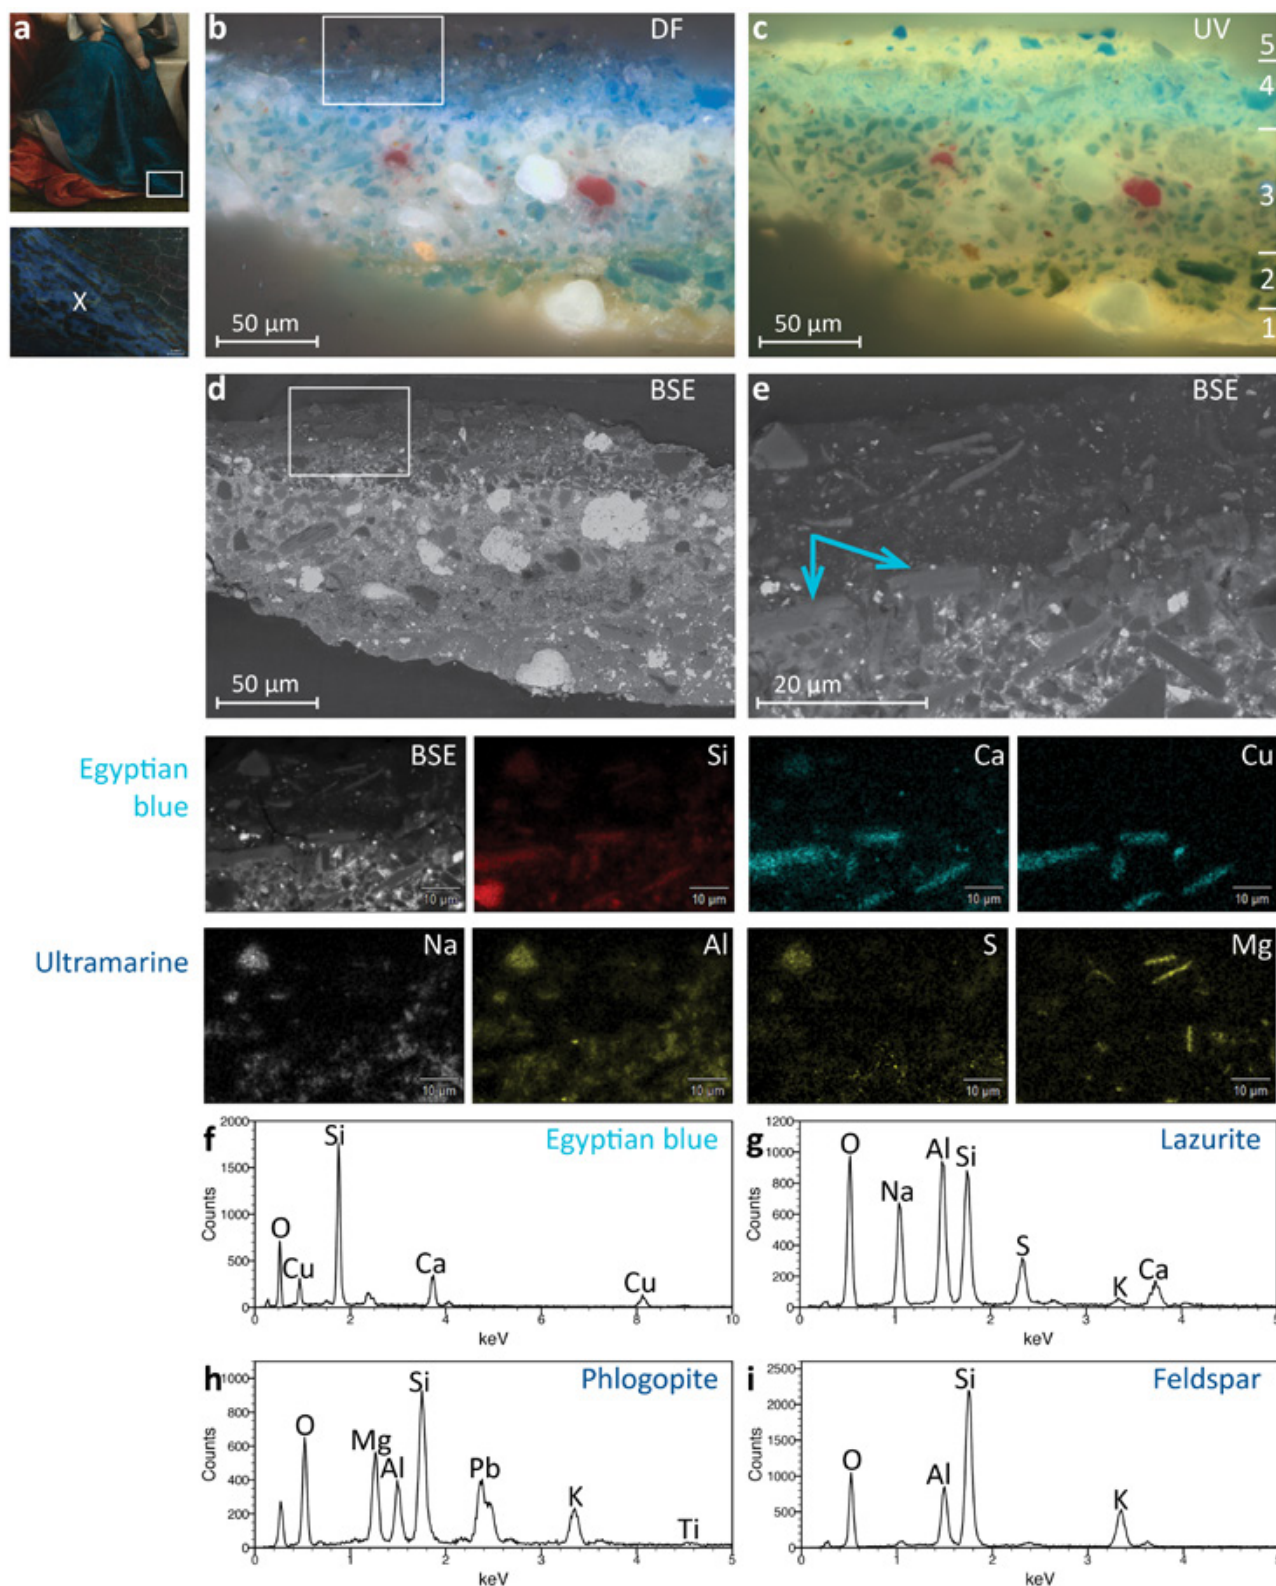 a
b
DF
c
UV
5
4
3
2
1
X
50 µm
50 µm
d
BSE
e
BSE
50 µm
20 µm
Egyptian
blue
BSE
Si
Ca
Cu
10 µm
10 µm
10 µm
10 µm
Ultramarine
Na
Al
S
Mg
10 µm
10 µm
10 µm
10 µm
f
Egyptian blue
Counts
2000
1500
1000
500
0
O
Cu
Si
Ca
Cu
0 2 4 6 8 10
keV
g
Lazurite
Counts
1200
1000
800
600
400
200
0
O
Na
Al
Si
S
K
Ca
0 1 2 3 4 5
keV
h
Phlogopite
Counts
1000
800
600
400
200
0
O
Mg
Al
Si
Pb
K
Ti
0 1 2 3 4 5
keV
i
Feldspar
Counts
2500
2000
1500
1000
500
0
O
Al
Si
K
0 1 2 3 4 5
keV